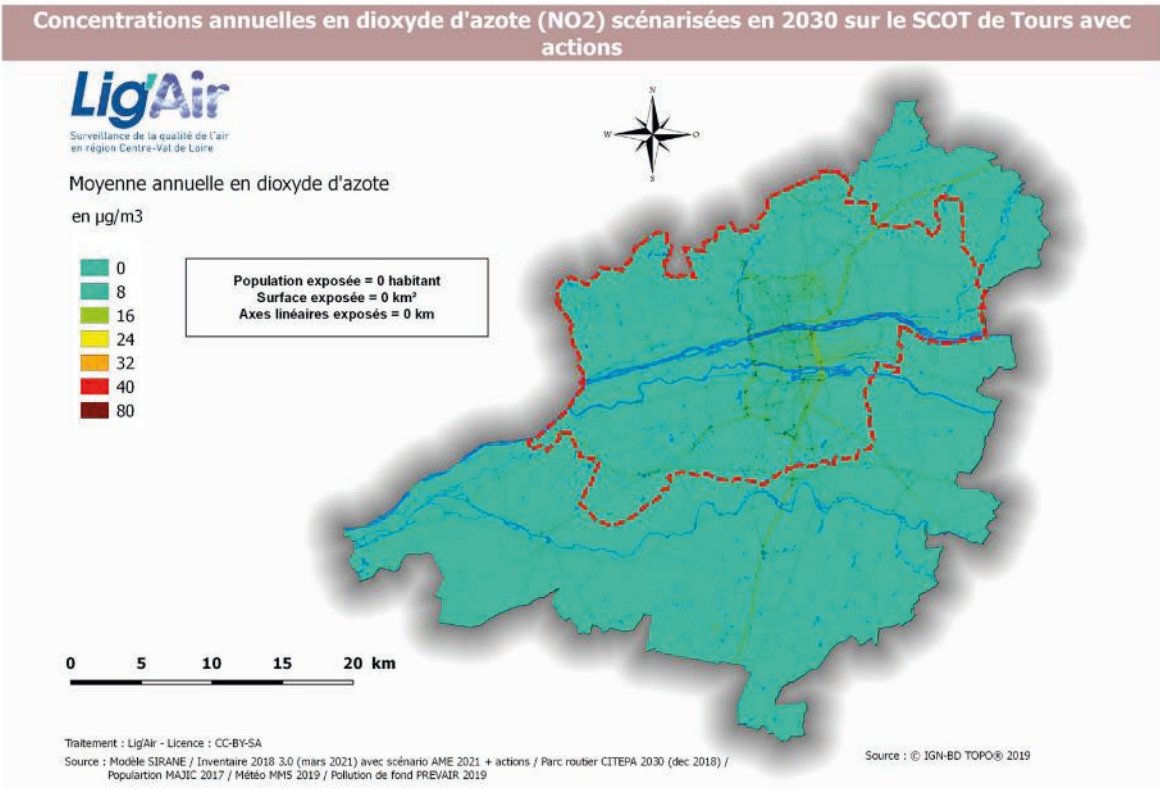 Concentrations annuelles en dioxyde d'azote (NO2) scénarisées en 2030 sur le SCOT de Tours avec
actions
Lig'Air
Surveillance de la qualité de l'air
en région Centre-Val de Loire
N
W
O
S
Moyenne annuelle en dioxyde d'azote
en µg/m3
0
8
16
24
32
40
80
Population exposée = 0 habitant
Surface exposée = 0 km²
Axes linéaires exposés = 0 km
0 5 10 15 20 km
Traitement : Lig'Air - Licence : CC-BY-SA
Source : Modèle SIRANE / Inventaire 2018 3.0 (mars 2021) avec scénario AME 2021 + actions / Parc routier CITEPA 2030 (dec 2018) /
Populartion MAJIC 2017 / Météo MM5 2019 / Pollution de fond PREVAIR 2019
Source : © IGN-BD TOPO® 2019